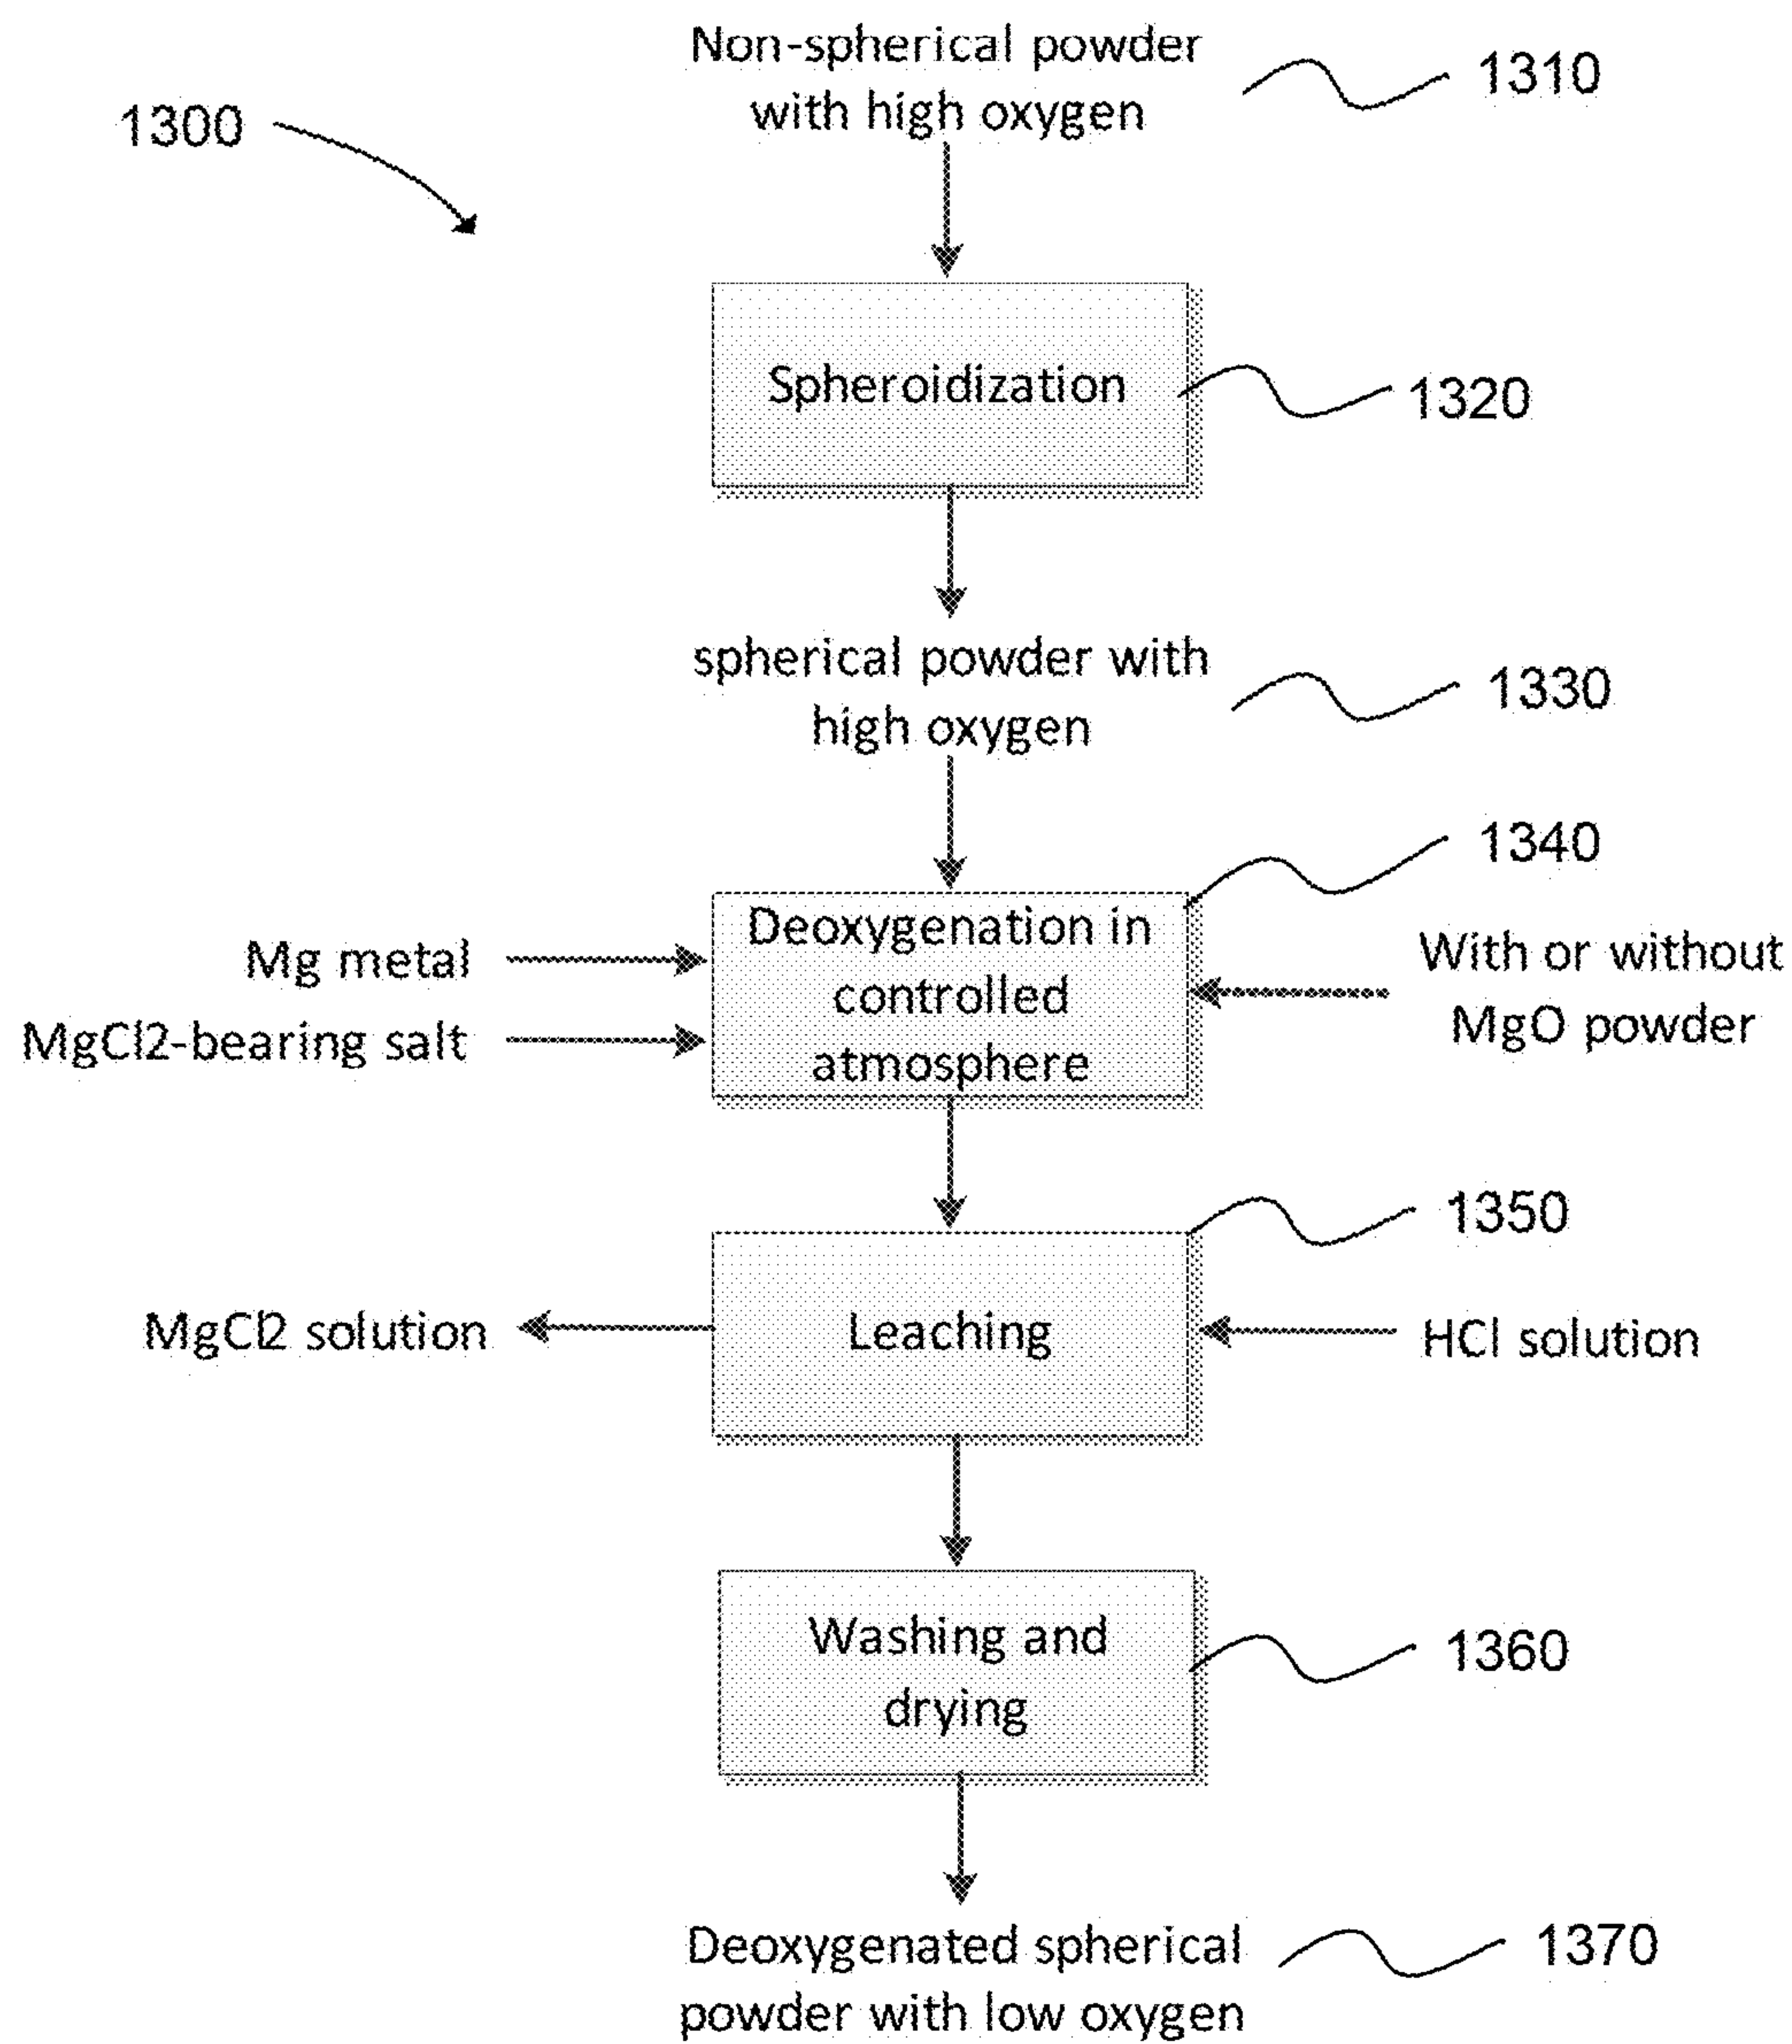 Non-spherical powder
with high oxygen
1310
1300
Spheroidization
1320
spherical powder with
high oxygen
1330
1340
Deoxygenation in
controlled
atmosphere
Mg metal
MgCl2-bearing salt
With or without
MgO powder
1350
MgCl2 solution
Leaching
HCl solution
Washing and
drying
1360
Deoxygenated spherical
powder with low oxygen
1370